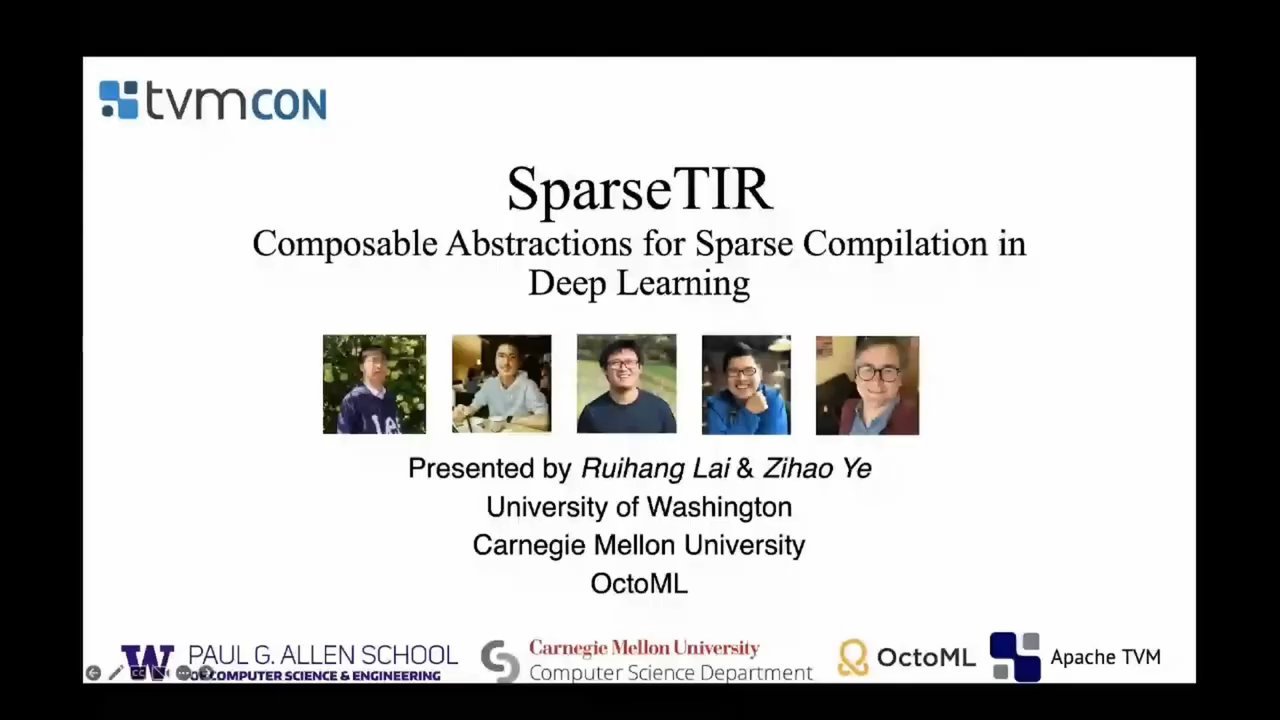 tvmcon
SparseTIR
Composable Abstractions for Sparse Compilation in
Deep Learning
Presented by Ruihang Lai & Zihao Ye
University of Washington
Carnegie Mellon University
OctoML
W PAUL G. ALLEN SCHOOL
OF COMPUTER SCIENCE & ENGINEERING
Carnegie Mellon University
Computer Science Department
OctoML
Apache TVM